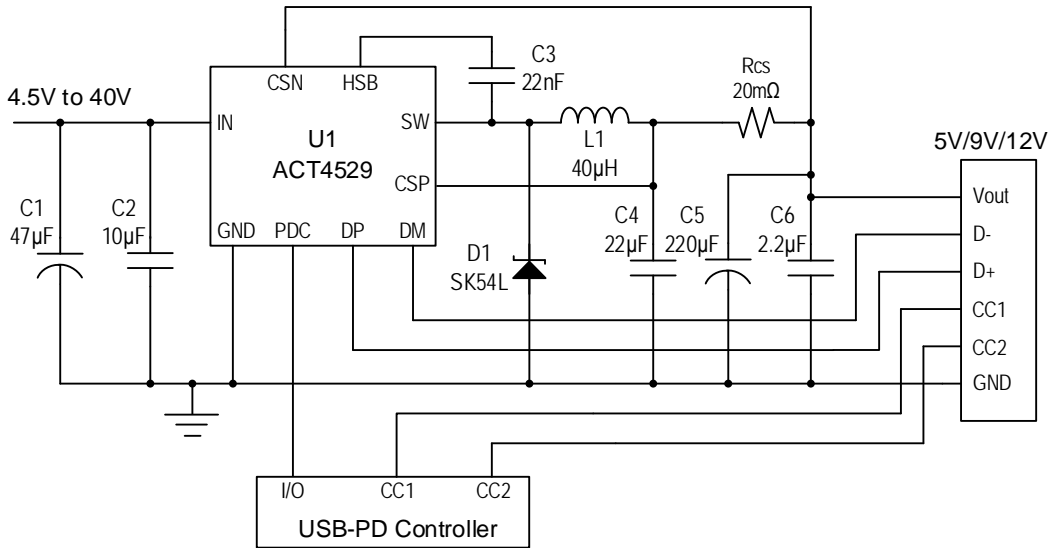 4.5V to 40V
CSN
HSB
C3
22nF
Rcs
20mΩ
IN
U1
ACT4529
SW
L1
40μH
CSP
5V/9V/12V
C1
47μF
C2
10μF
GND
PDC
DP
DM
D1
SK54L
C4
22μF
C5
220μF
C6
2.2μF
Vout
D-
D+
CC1
CC2
GND
I/O
CC1
CC2
USB-PD Controller